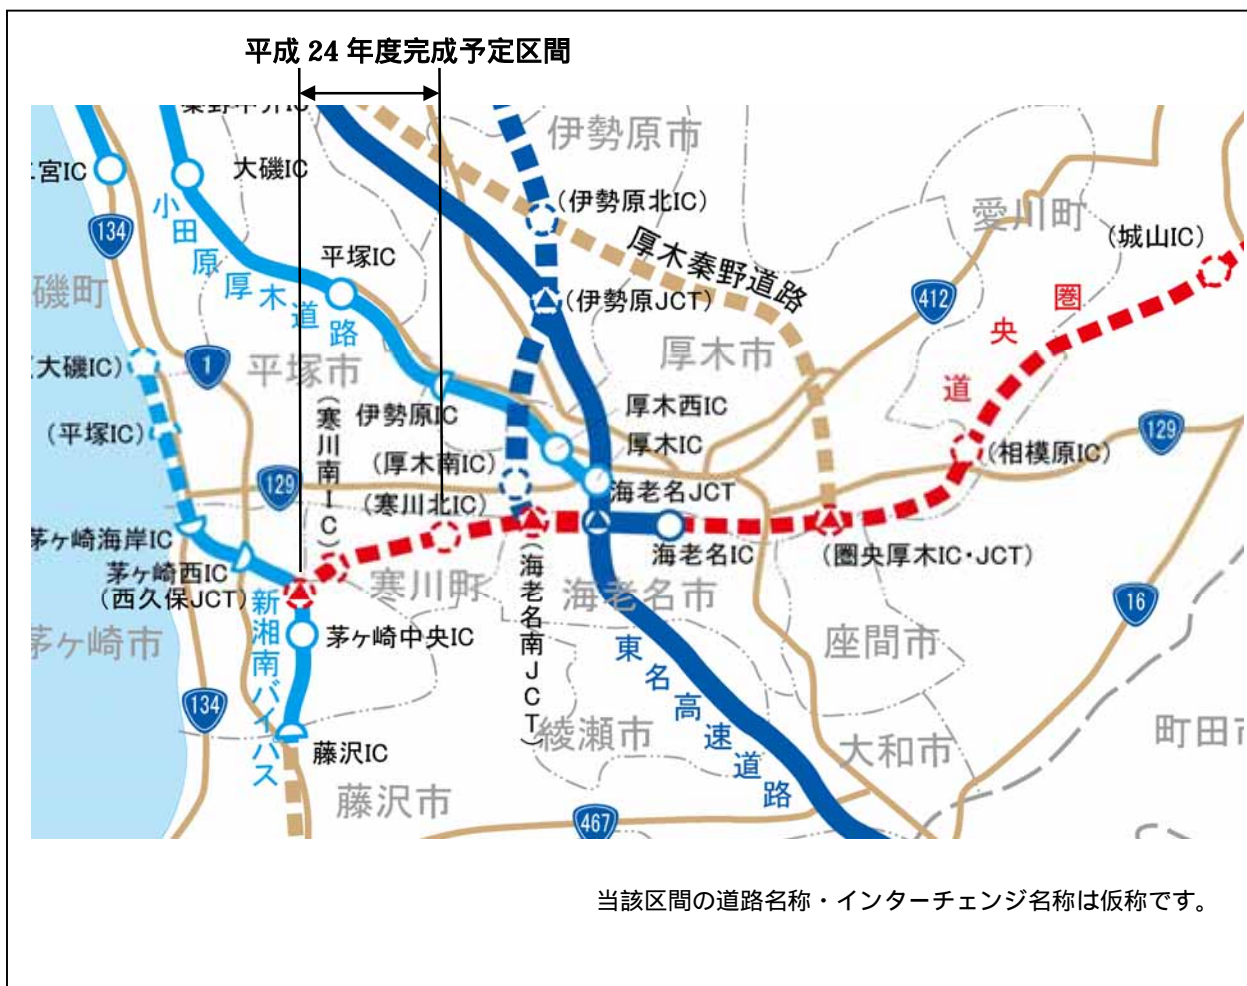 平成 24 年度完成予定区間
秦野中井IC
伊勢原市
宮IC
大磯IC
(伊勢原北IC)
愛川町
134
小田原厚木道路
平塚IC
厚木秦野道路
(城山IC)
磯町
(伊勢原JCT)
412
圏央道
大磯IC)
1
平塚市
厚木市
(平塚IC)
(寒川南IC)
伊勢原IC
厚木西IC
厚木IC
129
(相模原IC)
(厚木南IC)
129
(寒川北IC)
海老名JCT
茅ヶ崎海岸IC
海老名IC
(圏央厚木IC・JCT)
茅ヶ崎西IC
(西久保JCT)
寒川町
(海老名南JCT)
海老名市
16
新湘南バイパス
茅ヶ崎市
茅ヶ崎中央IC
東名高速道路
座間市
134
綾瀬市
大和市
町田市
藤沢IC
藤沢市
467
当該区間の道路名称・インターチェンジ名称は仮称です。